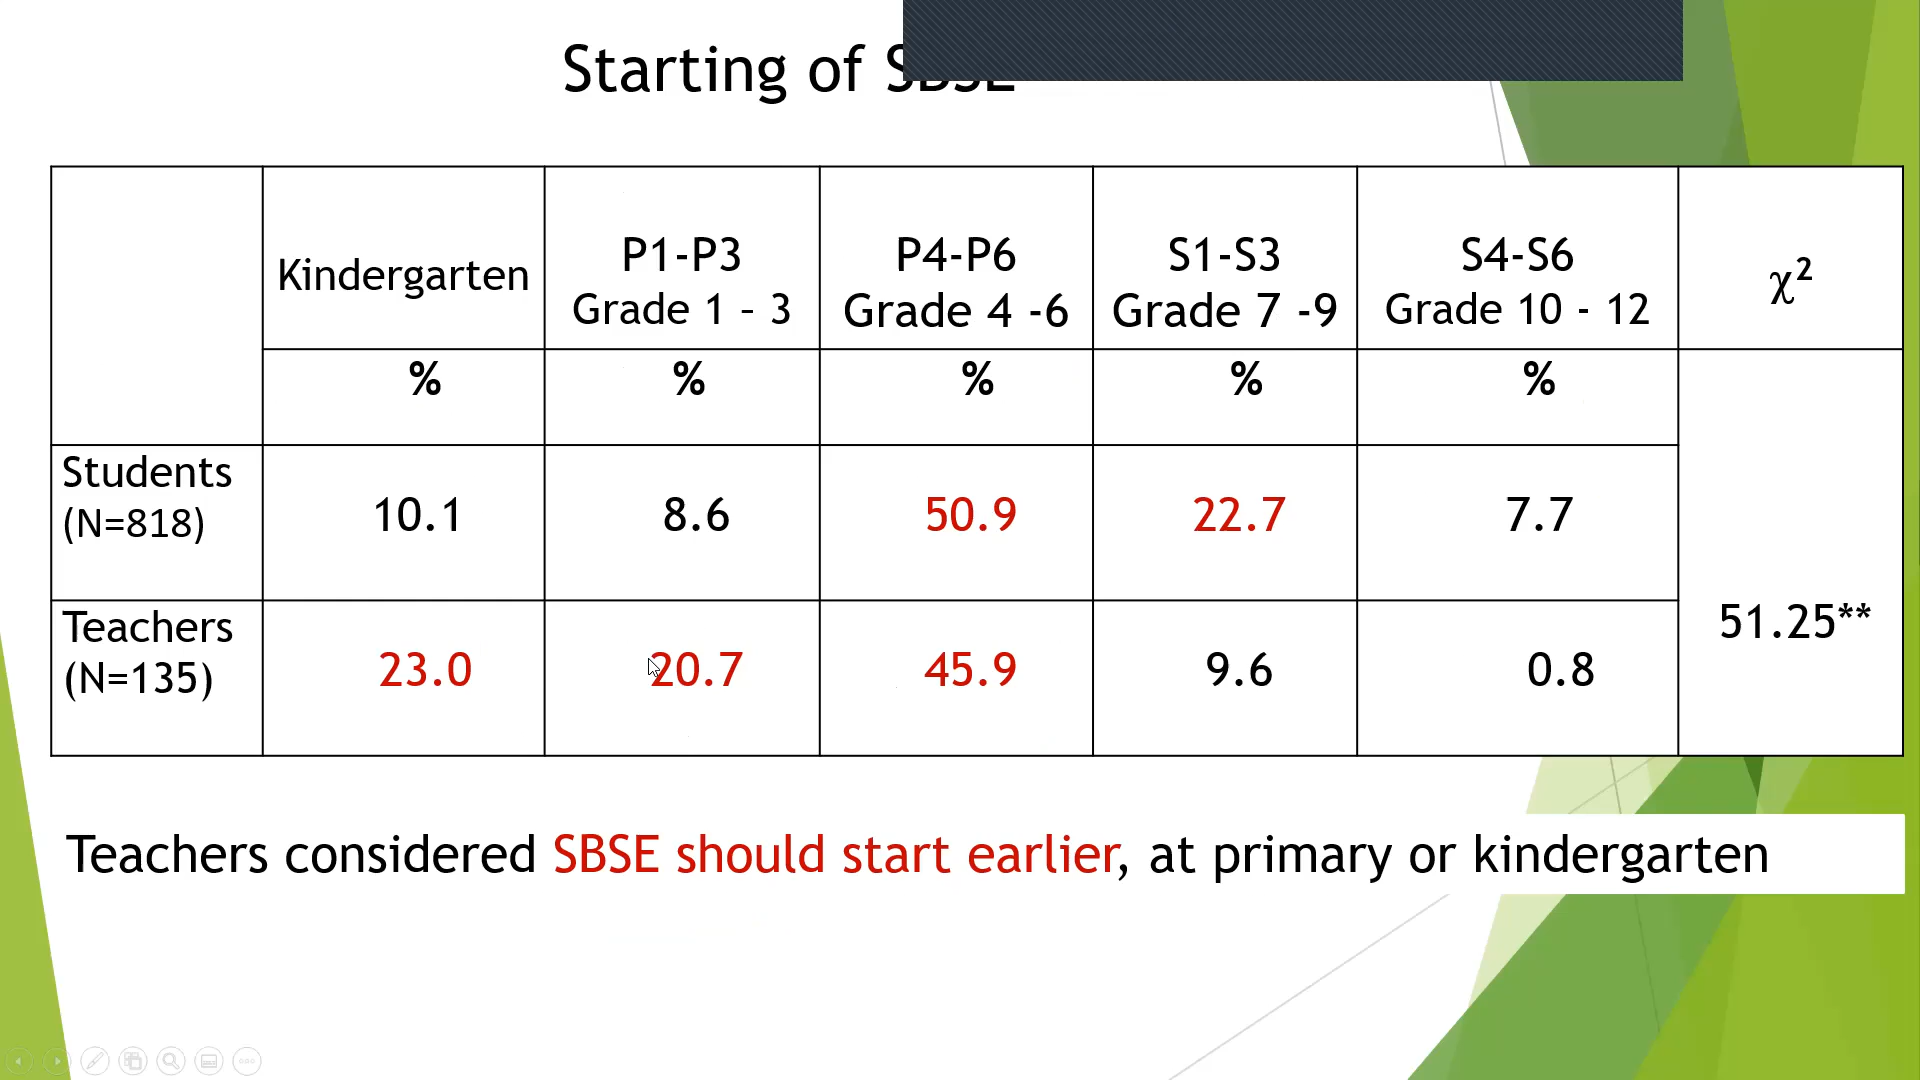 Starting of SBSE
Kindergarten
P1-P3
Grade 1 – 3
P4-P6
Grade 4 -6
S1-S3
Grade 7 -9
S4-S6
Grade 10 - 12
χ²
% % % % %
Students
(N=818)
10.1 8.6 50.9 22.7 7.7
Teachers
(N=135)
23.0 20.7 45.9 9.6 0.8
51.25**
Teachers considered SBSE should start earlier, at primary or kindergarten